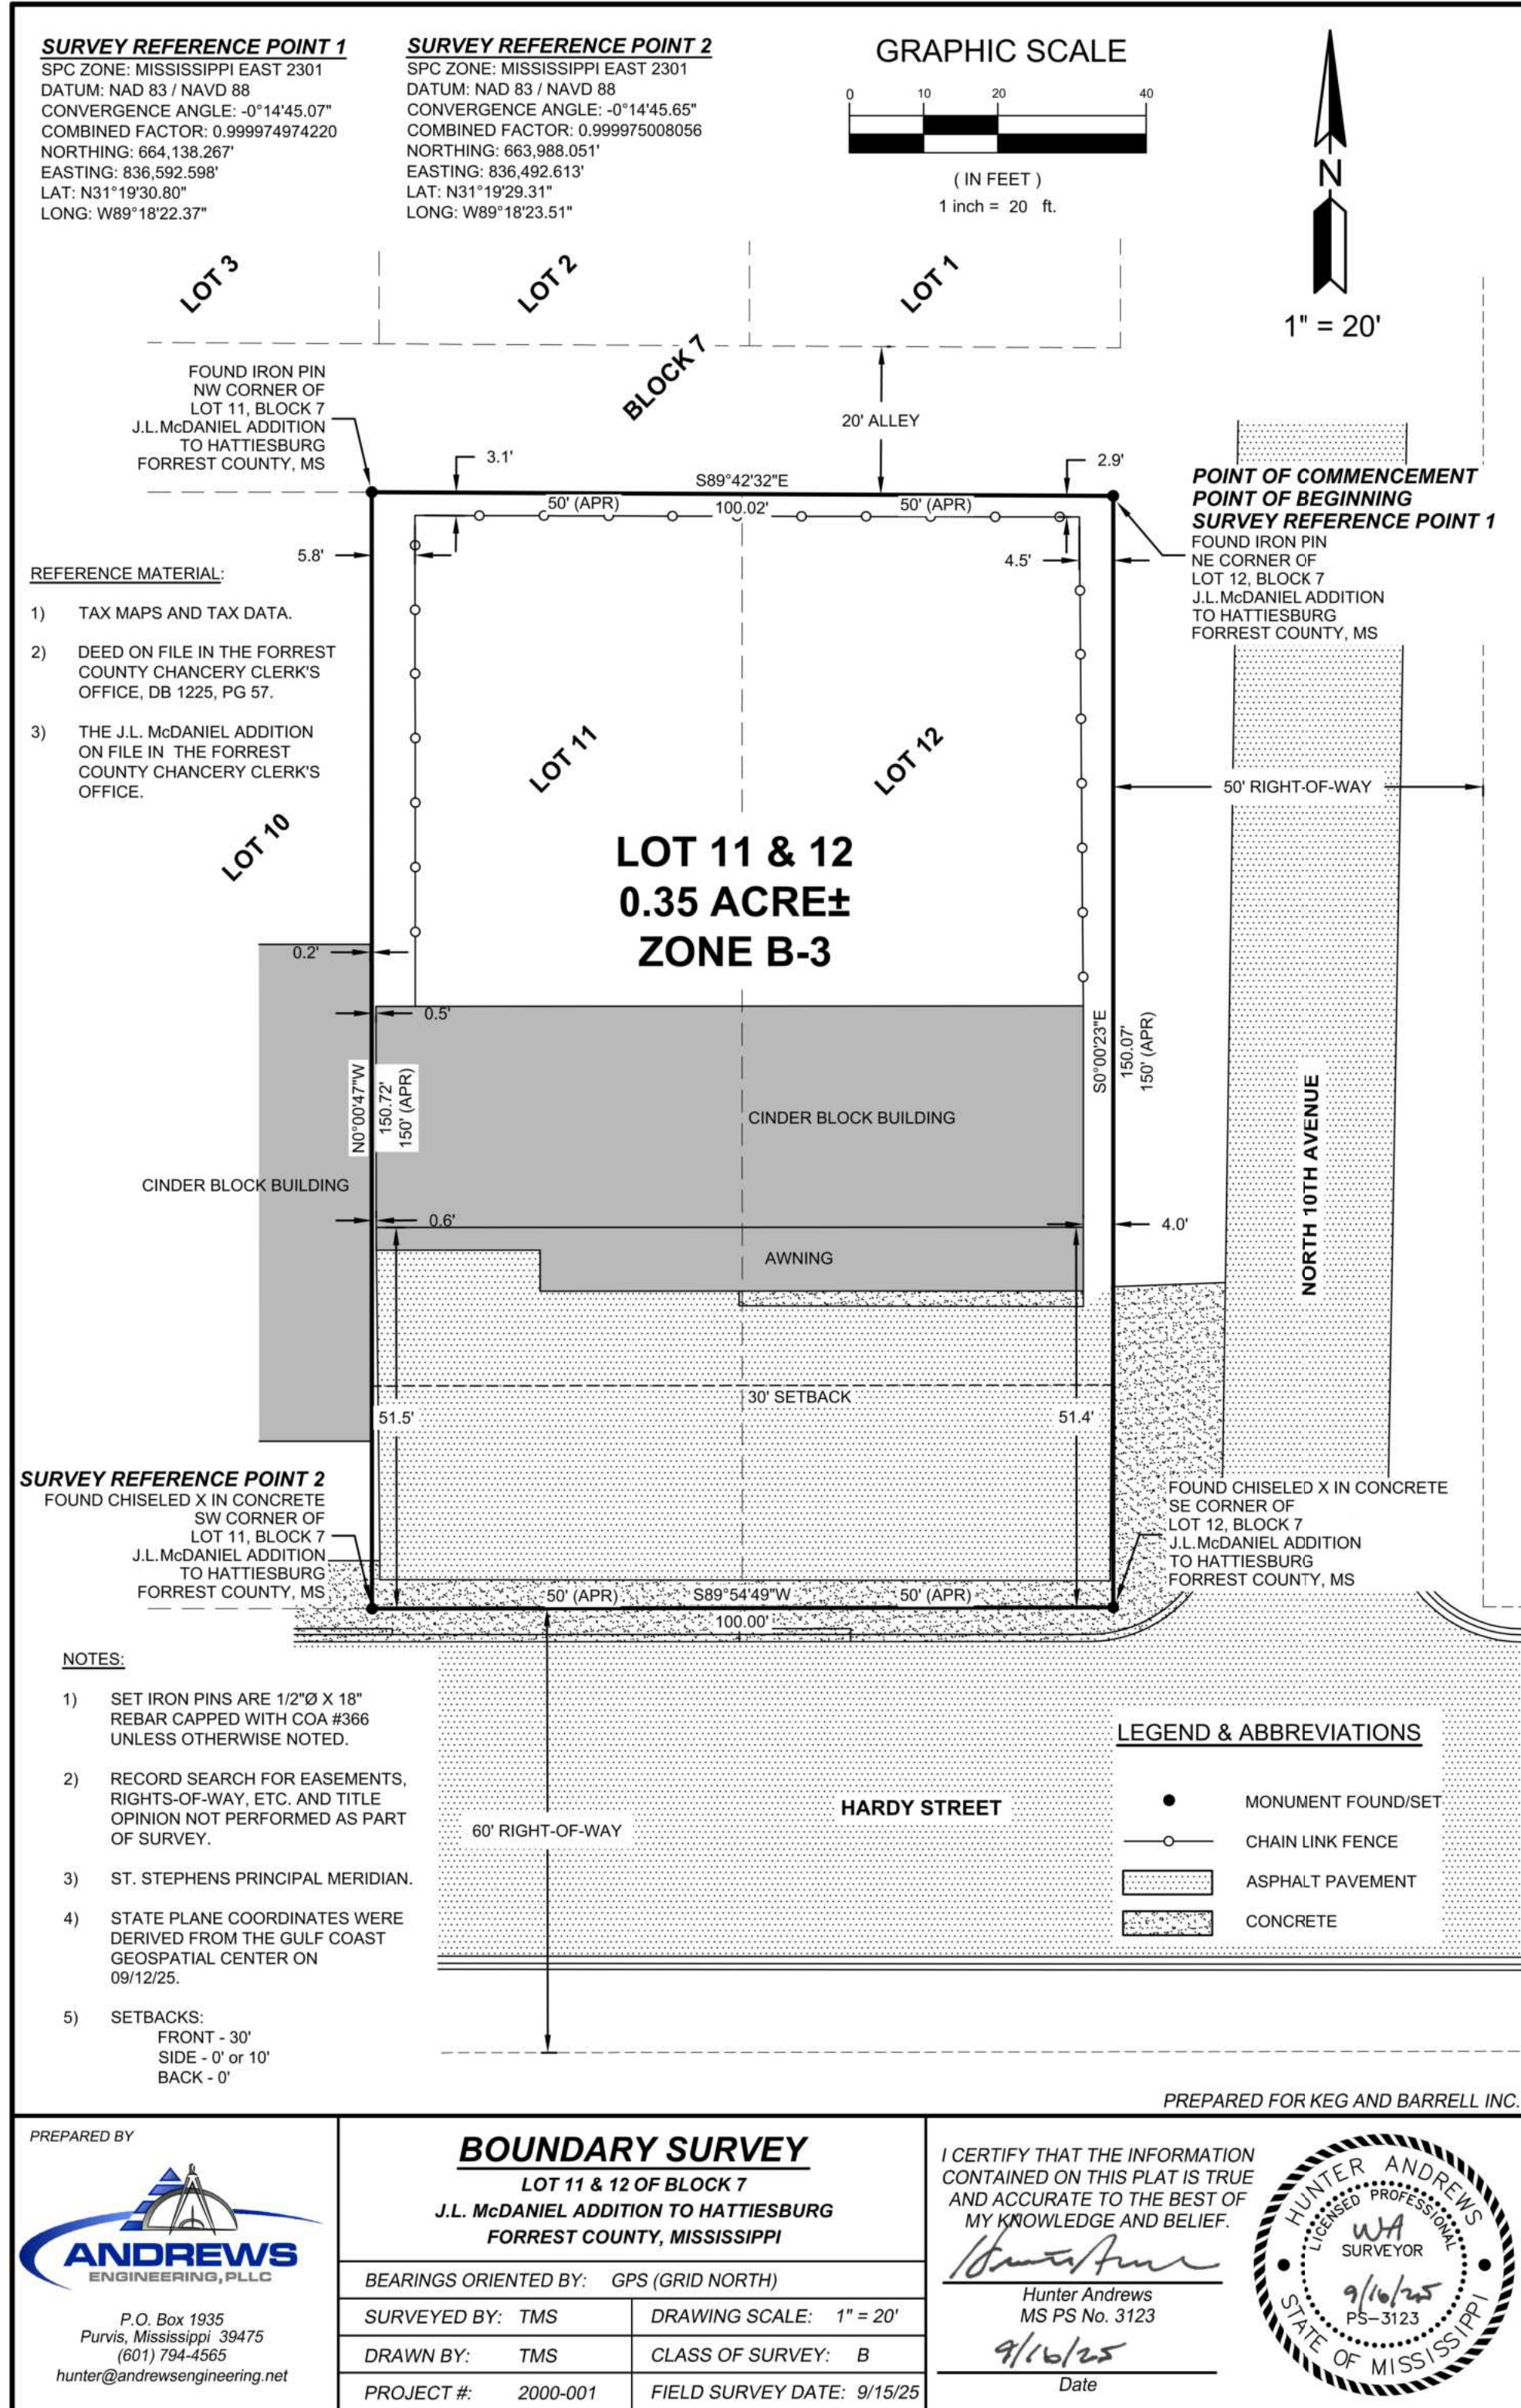 SURVEY REFERENCE POINT 1
SPC ZONE: MISSISSIPPI EAST 2301
DATUM: NAD 83 / NAVD 88
CONVERGENCE ANGLE: -0°14'45.07"
COMBINED FACTOR: 0.999974974220
NORTHING: 664,138.267'
EASTING: 836,592.598'
LAT: N31°19'30.80"
LONG: W89°18'22.37"
SURVEY REFERENCE POINT 2
SPC ZONE: MISSISSIPPI EAST 2301
DATUM: NAD 83 / NAVD 88
CONVERGENCE ANGLE: -0°14'45.65"
COMBINED FACTOR: 0.999975008056
NORTHING: 663,988.051'
EASTING: 836,492.613'
LAT: N31°19'29.31"
LONG: W89°18'23.51"
GRAPHIC SCALE
0 10 20 40
( IN FEET )
1 inch = 20 ft.
N
1" = 20'
LOT 3
LOT 2
LOT 1
BLOCK 7
20' ALLEY
FOUND IRON PIN
NW CORNER OF
LOT 11, BLOCK 7
J.L.McDANIEL ADDITION
TO HATTIESBURG
FORREST COUNTY, MS
3.1'
S89°42'32"E
2.9'
50' (APR)
100.02'
50' (APR)
POINT OF COMMENCEMENT
POINT OF BEGINNING
SURVEY REFERENCE POINT 1
FOUND IRON PIN
NE CORNER OF
LOT 12, BLOCK 7
J.L.McDANIEL ADDITION
TO HATTIESBURG
FORREST COUNTY, MS
5.8'
4.5'
REFERENCE MATERIAL:
1) TAX MAPS AND TAX DATA.
2) DEED ON FILE IN THE FORREST
COUNTY CHANCERY CLERK'S
OFFICE, DB 1225, PG 57.
3) THE J.L. McDANIEL ADDITION
ON FILE IN THE FORREST
COUNTY CHANCERY CLERK'S
OFFICE.
LOT 11
LOT 12
50' RIGHT-OF-WAY
LOT 10
LOT 11 & 12
0.35 ACRE±
ZONE B-3
0.2'
0.5'
N0°00'47"W
150.72'
150' (APR)
S0°00'23"E
150.07'
150' (APR)
CINDER BLOCK BUILDING
CINDER BLOCK BUILDING
NORTH 10TH AVENUE
0.6'
4.0'
AWNING
30' SETBACK
51.5'
51.4'
SURVEY REFERENCE POINT 2
FOUND CHISELED X IN CONCRETE
SW CORNER OF
LOT 11, BLOCK 7
J.L.McDANIEL ADDITION
TO HATTIESBURG
FORREST COUNTY, MS
FOUND CHISELED X IN CONCRETE
SE CORNER OF
LOT 12, BLOCK 7
J.L.McDANIEL ADDITION
TO HATTIESBURG
FORREST COUNTY, MS
50' (APR)
S89°54'49"W
50' (APR)
100.00'
NOTES:
1) SET IRON PINS ARE 1/2"Ø X 18"
REBAR CAPPED WITH COA #366
UNLESS OTHERWISE NOTED.
2) RECORD SEARCH FOR EASEMENTS,
RIGHTS-OF-WAY, ETC. AND TITLE
OPINION NOT PERFORMED AS PART
OF SURVEY.
3) ST. STEPHENS PRINCIPAL MERIDIAN.
4) STATE PLANE COORDINATES WERE
DERIVED FROM THE GULF COAST
GEOSPATIAL CENTER ON
09/12/25.
5) SETBACKS:
FRONT - 30'
SIDE - 0' or 10'
BACK - 0'
60' RIGHT-OF-WAY
HARDY STREET
LEGEND & ABBREVIATIONS
MONUMENT FOUND/SET
CHAIN LINK FENCE
ASPHALT PAVEMENT
CONCRETE
PREPARED FOR KEG AND BARRELL INC.
PREPARED BY
ANDREWS
ENGINEERING, PLLC
P.O. Box 1935
Purvis, Mississippi 39475
(601) 794-4565
hunter@andrewsengineering.net
BOUNDARY SURVEY
LOT 11 & 12 OF BLOCK 7
J.L. McDANIEL ADDITION TO HATTIESBURG
FORREST COUNTY, MISSISSIPPI
BEARINGS ORIENTED BY: GPS (GRID NORTH)
SURVEYED BY: TMS
DRAWING SCALE: 1" = 20'
DRAWN BY: TMS
CLASS OF SURVEY: B
PROJECT #: 2000-001
FIELD SURVEY DATE: 9/15/25
I CERTIFY THAT THE INFORMATION
CONTAINED ON THIS PLAT IS TRUE
AND ACCURATE TO THE BEST OF
MY KNOWLEDGE AND BELIEF.
Hunter Andrews
MS PS No. 3123
9/16/25
Date
HUNTER ANDREWS
LICENSED PROFESSIONAL
SURVEYOR
9/16/25
PS-3123
STATE OF MISSISSIPPI